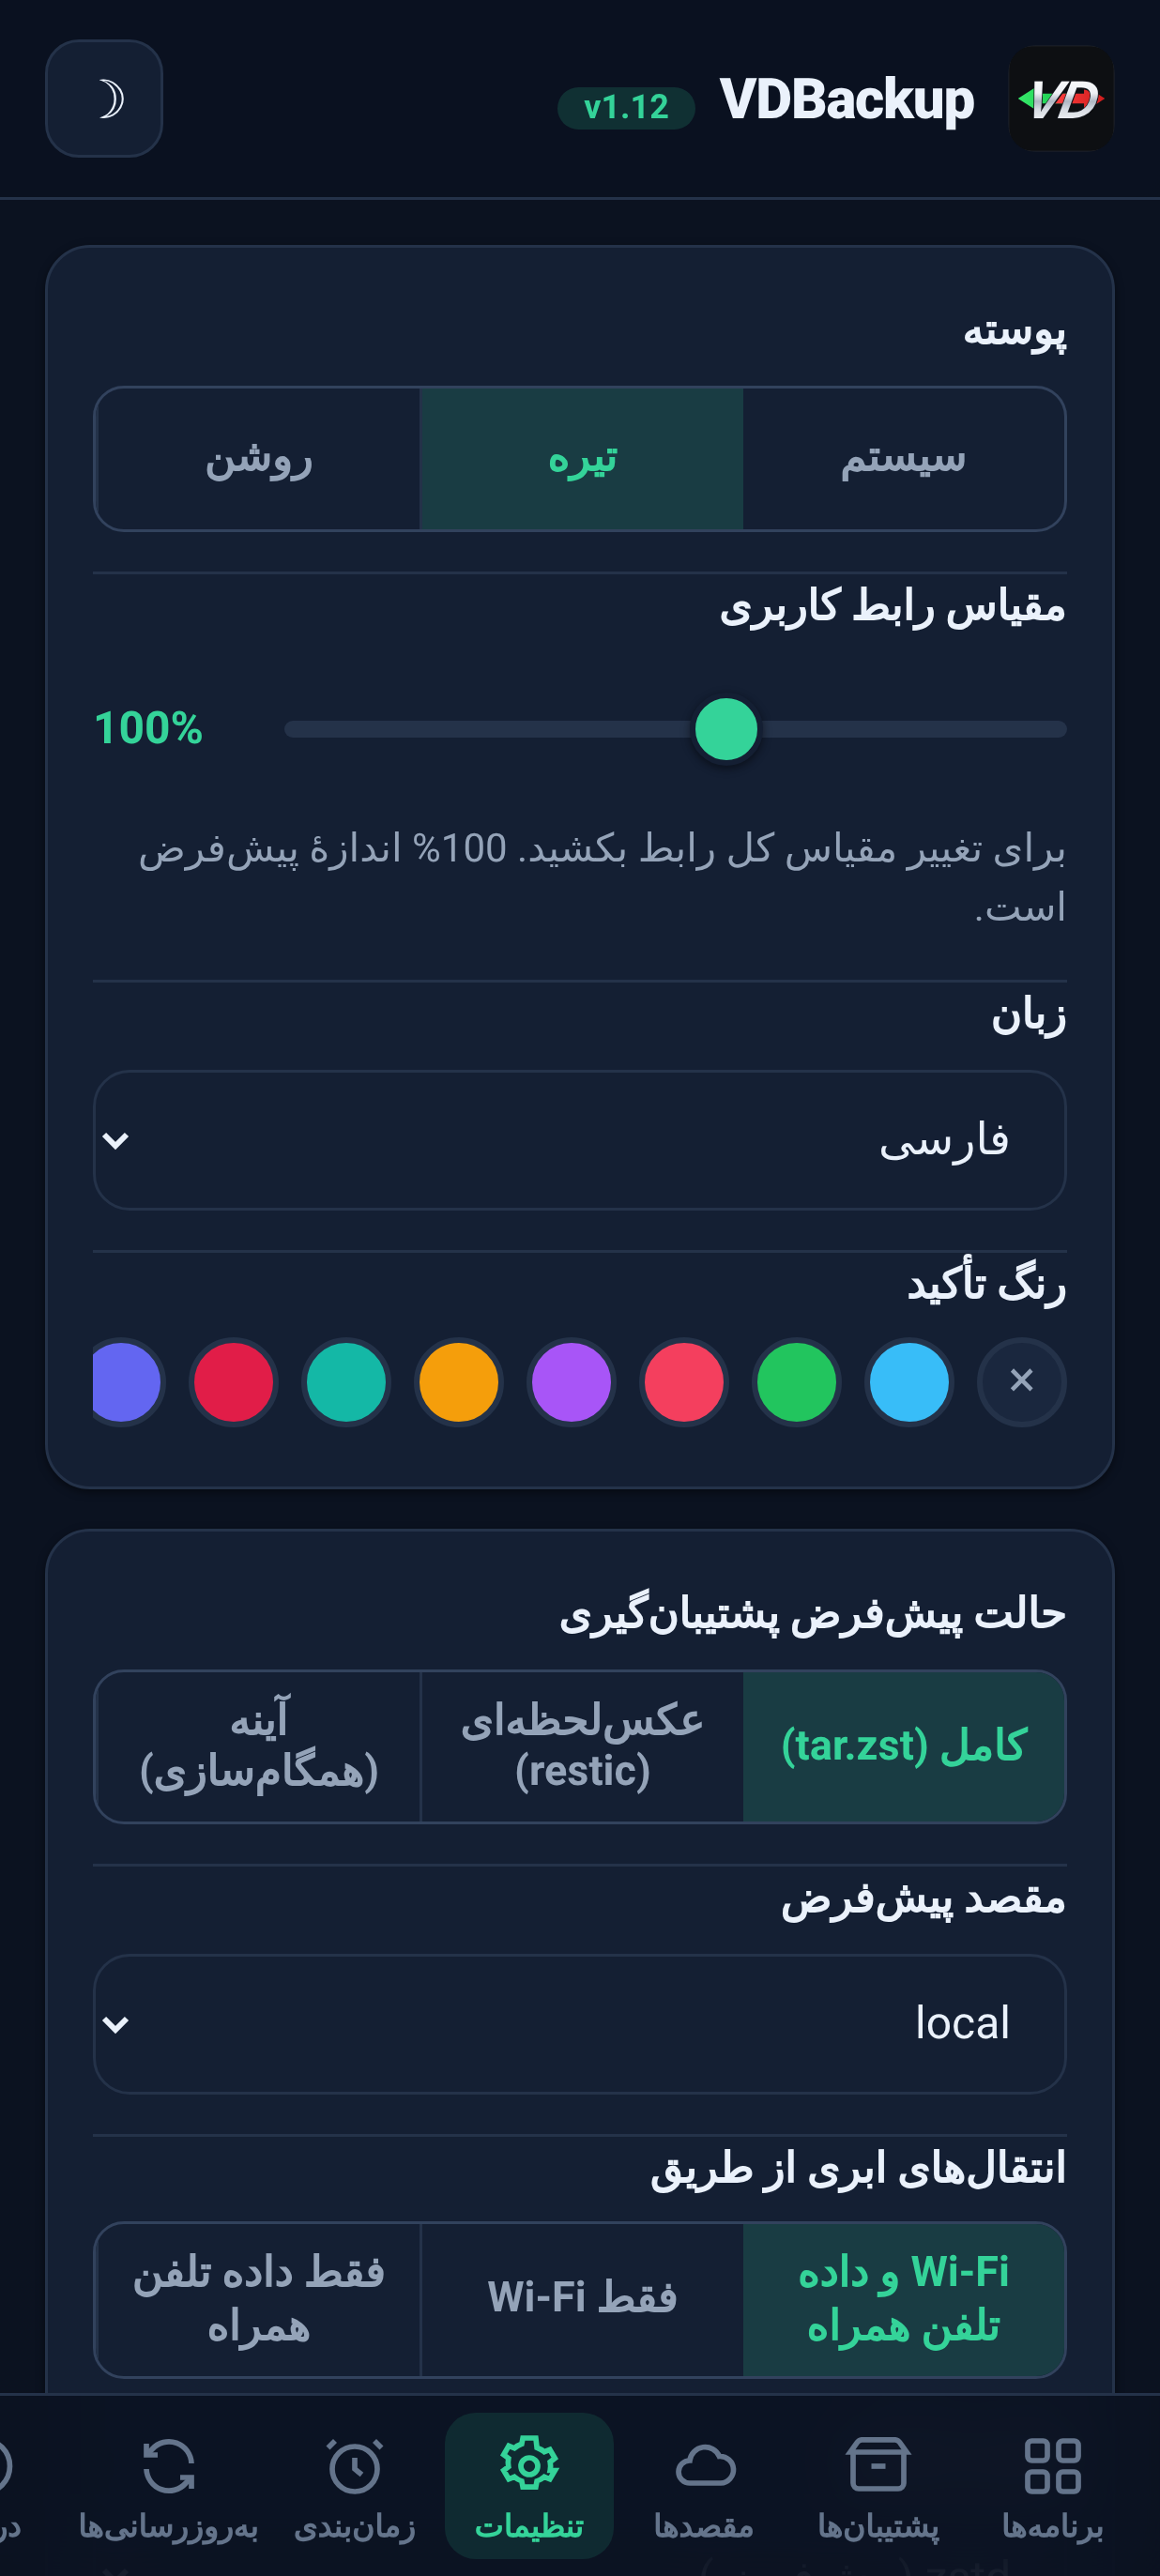 VDBackup v1.12
پوسته
سیستم
تیره
روشن
مقیاس رابط کاربری
100%
برای تغییر مقیاس کل رابط بکشید. 100% اندازهٔ پیش‌فرض
است.
زبان
فارسی
رنگ تأکید
حالت پیش‌فرض پشتیبان‌گیری
کامل (tar.zst)
عکس‌لحظه‌ای
(restic)
آینه
(همگام‌سازی)
مقصد پیش‌فرض
local
انتقال‌های ابری از طریق
Wi-Fi و داده
تلفن همراه
فقط Wi-Fi
فقط داده تلفن
همراه
برنامه‌ها
پشتیبان‌ها
مقصدها
تنظیمات
زمان‌بندی
به‌روزرسانی‌ها